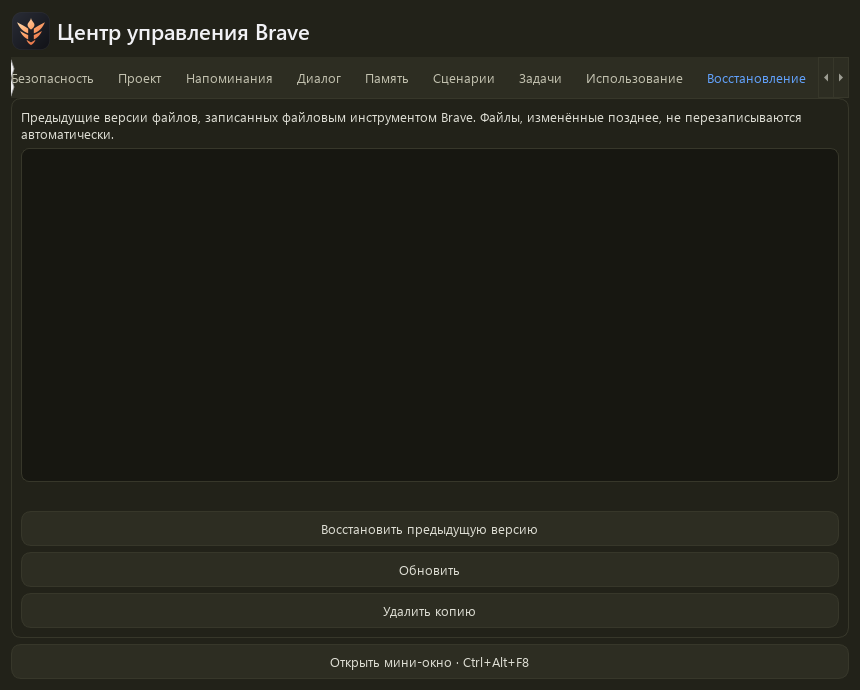 Центр управления Brave
Безопасность Проект Напоминания Диалог Память Сценарии Задачи Использование Восстановление
Предыдущие версии файлов, записанных файловым инструментом Brave. Файлы, изменённые позднее, не перезаписываются
автоматически.
Восстановить предыдущую версию
Обновить
Удалить копию
Открыть мини-окно · Ctrl+Alt+F8